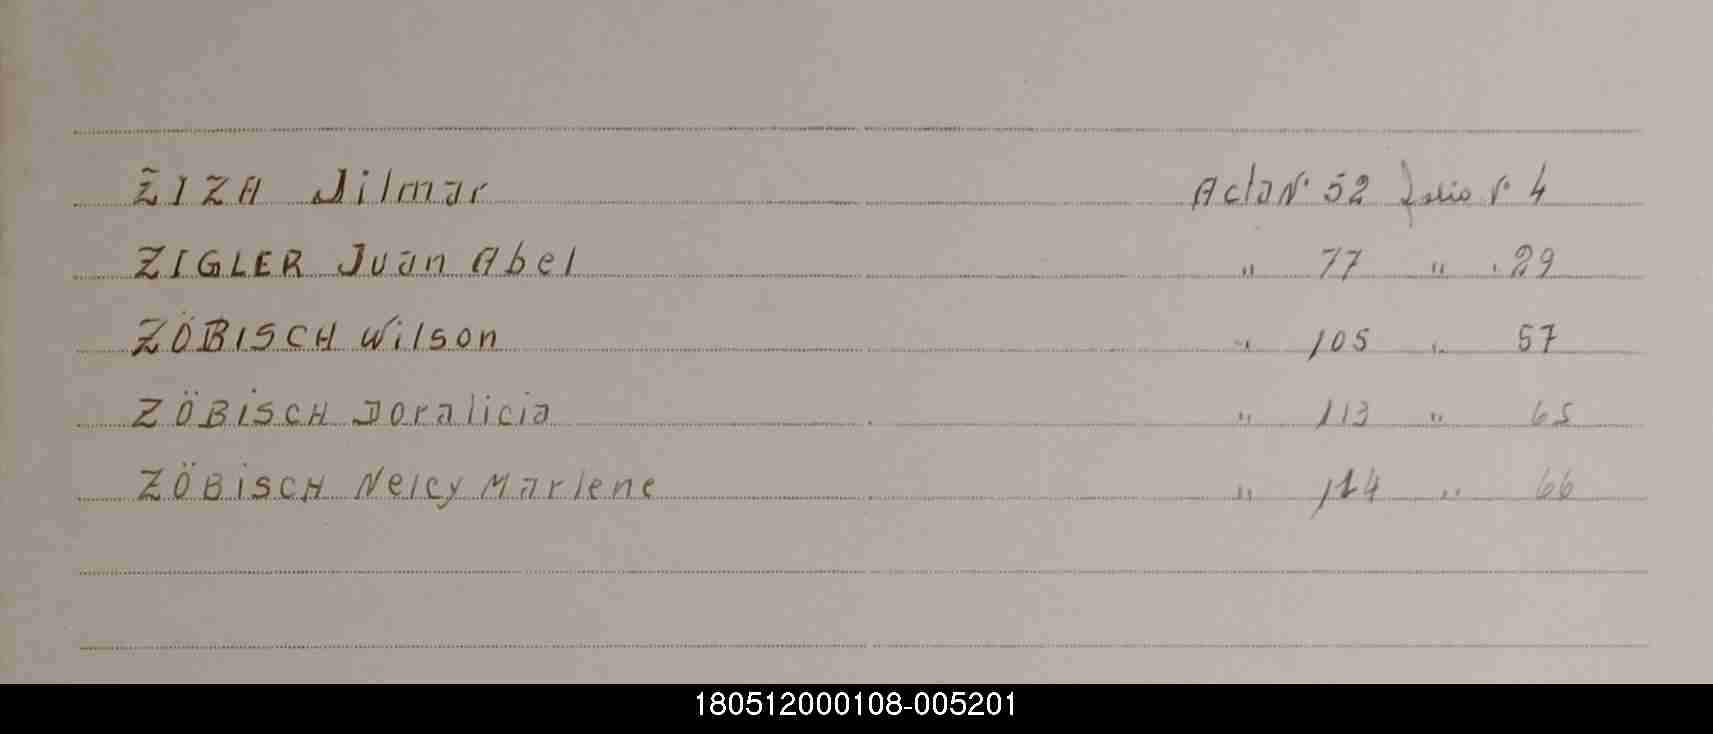 ZIZA Jilmar Acta Nº 52 folio Nº 4
ZIGLER Juan Abel " 77 " 29
ZÖBISCH Wilson " 105 " 57
ZÖBISCH Doralicia " 113 " 65
ZÖBISCH Nelcy Marlene " 114 " 66
180512000108-005201